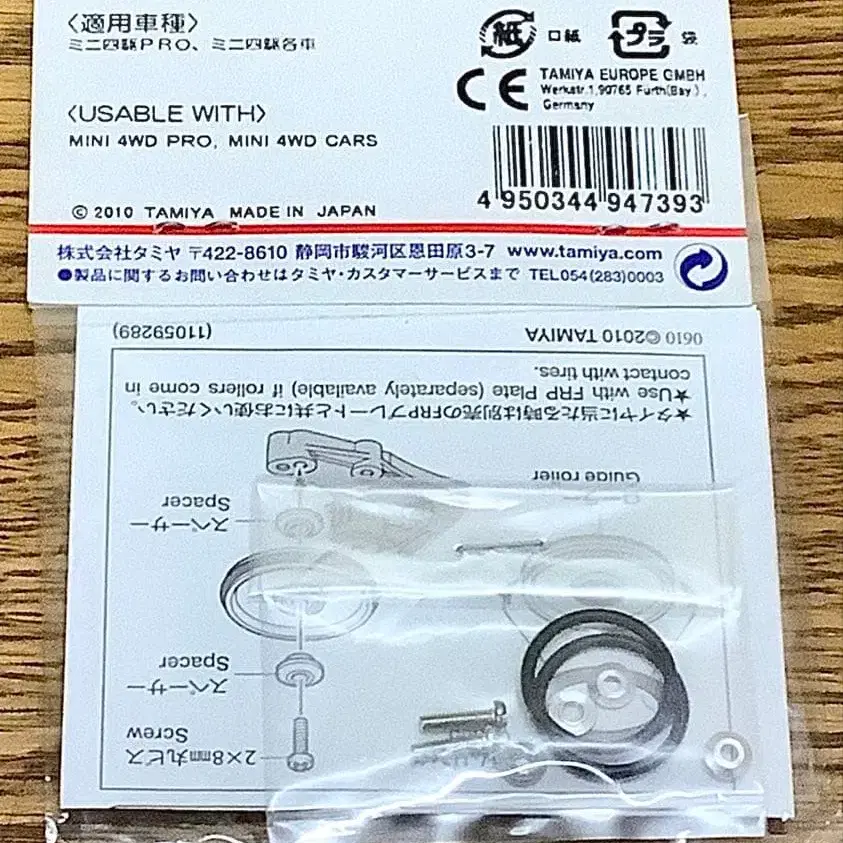 〈適用車種〉
ミニ四駆PRO、ミニ四駆各車
紙 口紙 プラ 袋
CE TAMIYA EUROPE GMBH
Werkstr.1,90765 Fürth(Bay.),
Germany
〈USABLE WITH〉
MINI 4WD PRO, MINI 4WD CARS
4 950344 947393
© 2010 TAMIYA MADE IN JAPAN
株式会社タミヤ 〒422-8610 静岡市駿河区恩田原3-7 www.tamiya.com
●製品に関するお問い合わせはタミヤ・カスタマーサービスまで TEL054(283)0003
0610 ©2010 TAMIYA (11059289)
2×8mm丸ビス
Screw
スペーサー
Spacer
スペーサー
Spacer
Guide roller
★タイヤに当たる時は別売のFRPプレートと共にお使いください。
★Use with FRP Plate (separately available) if rollers come in
contact with tires.